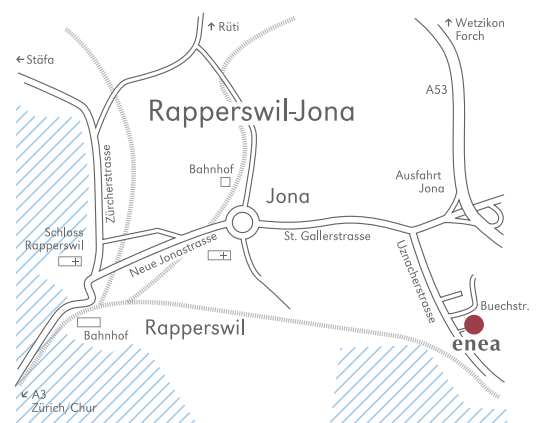 ↑ Rüti
↗ Wetzikon
Forch
← Stäfa
A53
Rapperswil-Jona
Zürcherstrasse
Bahnhof
Ausfahrt
Jona
Jona
Schloss
Rapperswil
Neue Jonastrasse
St. Gallerstrasse
Uznacherstrasse
Buechstr.
Bahnhof
Rapperswil
enea
↙ A3
Zürich/Chur